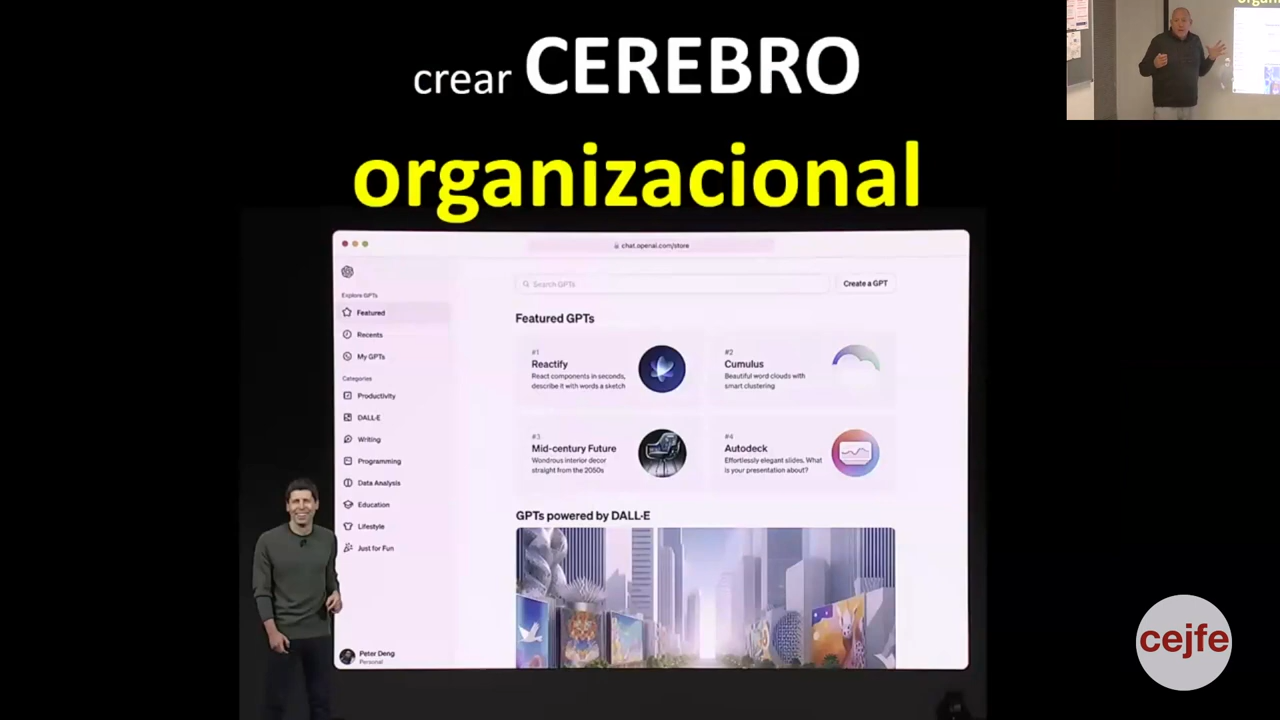 crear CEREBRO
organizacional
chat.openai.com/store
Search GPTs
Create a GPT
Explore GPTs
Featured
Recents
My GPTs
Categories
Productivity
DALL·E
Writing
Programming
Data Analysis
Education
Lifestyle
Just for Fun
Peter Deng
Personal
Featured GPTs
#1
Reactify
React components in seconds,
describe it with words a sketch
#2
Cumulus
Beautiful word clouds with
smart clustering
#3
Mid-century Future
Wondrous interior decor
straight from the 2050s
#4
Autodeck
Effortlessly elegant slides. What
is your presentation about?
GPTs powered by DALL·E
cejfe